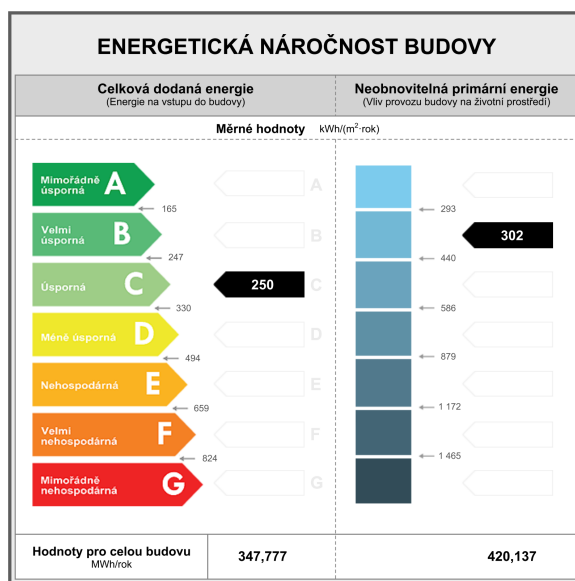 ENERGETICKÁ NÁROČNOST BUDOVY
Celková dodaná energie
(Energie na vstupu do budovy)
Neobnovitelná primární energie
(Vliv provozu budovy na životní prostředí)
Měrné hodnoty kWh/(m²·rok)
Mimořádně
úsporná
A
A
165
293
Velmi
úsporná
B
B
302
247
440
Úsporná
C
250
C
330
586
Méně úsporná
D
D
494
879
Nehospodárná
E
E
659
1 172
Velmi
nehospodárná
F
F
824
1 465
Mimořádně
nehospodárná
G
G
Hodnoty pro celou budovu
MWh/rok
347,777
420,137